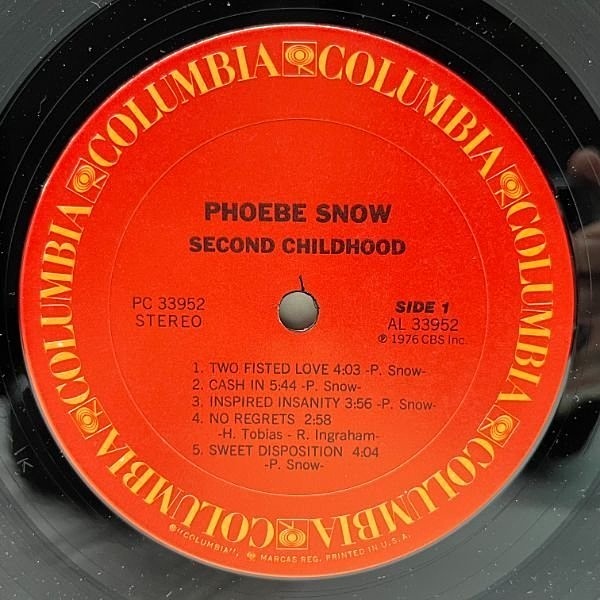 COLUMBIA COLUMBIA COLUMBIA COLUMBIA COLUMBIA COLUMBIA
PHOEBE SNOW
SECOND CHILDHOOD
PC 33952
STEREO
SIDE 1
AL 33952
℗ 1976 CBS Inc.
1. TWO FISTED LOVE 4:03 -P. Snow-
2. CASH IN 5:44 -P. Snow-
3. INSPIRED INSANITY 3:56 -P. Snow-
4. NO REGRETS 2:58
-H. Tobias - R. Ingraham-
5. SWEET DISPOSITION 4:04
-P. Snow-
"COLUMBIA", MARCAS REG. PRINTED IN U.S.A.